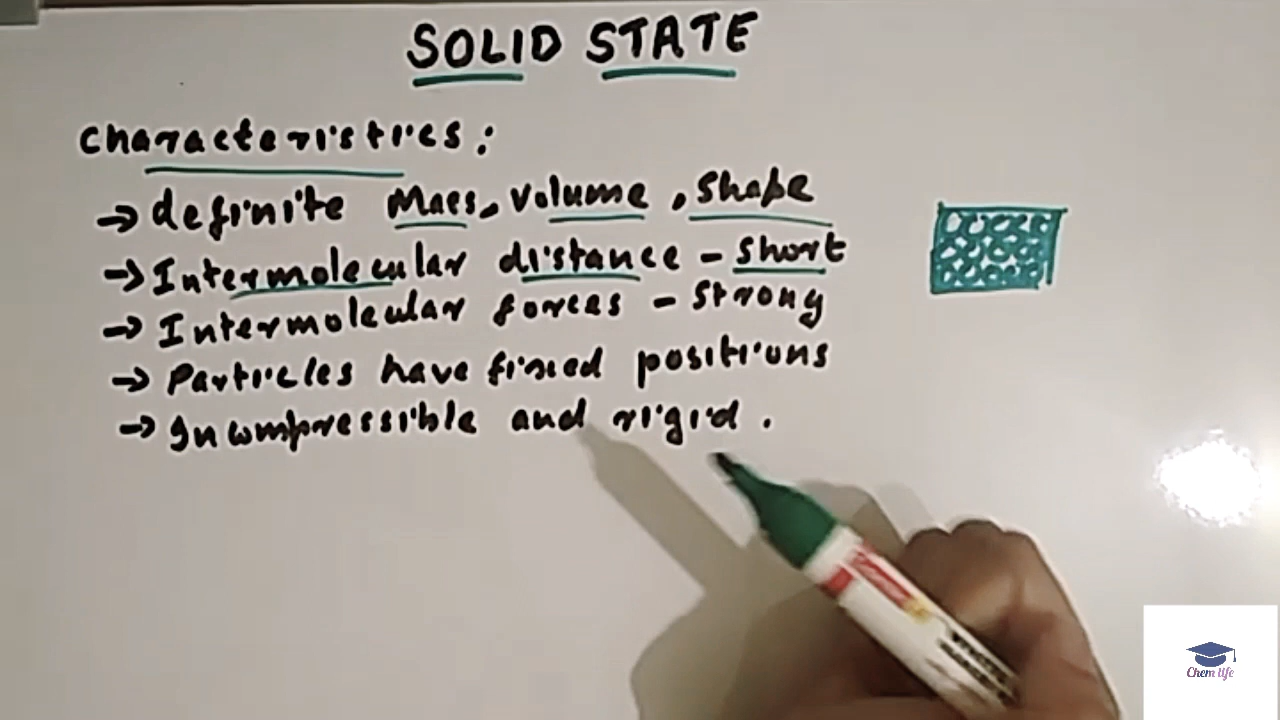 SOLID STATE
Characteristics:
→ definite Mass, Volume, Shape
→ Intermolecular distance - Short
→ Intermolecular forces - Strong
→ Particles have fixed positions
→ Incompressible and rigid.
Chem life